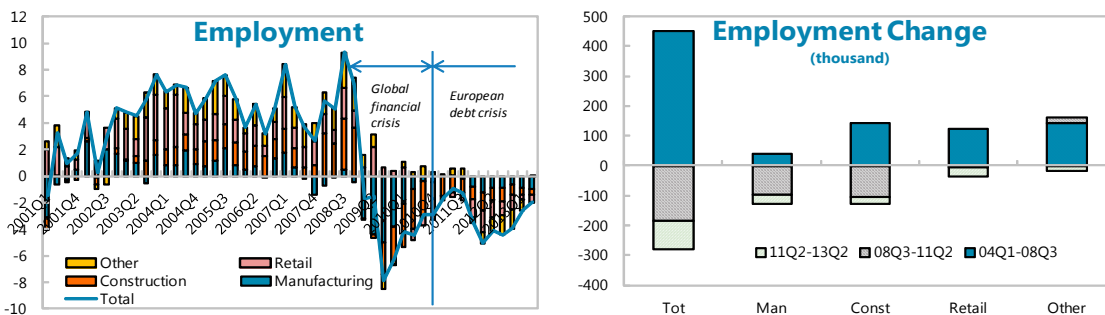 Employment
12
10
8
6
4
2
0
-2
-4
-6
-8
-10
Global
financial
crisis
European
debt crisis
2001Q1
2001Q4
2002Q3
2003Q2
2004Q1
2004Q4
2005Q3
2006Q2
2007Q1
2007Q4
2008Q3
2009Q2
2010Q1
2011Q3
Other
Retail
Construction
Manufacturing
Total
Employment Change
(thousand)
500
400
300
200
100
0
-100
-200
-300
-400
11Q2-13Q2
08Q3-11Q2
04Q1-08Q3
Tot
Man
Const
Retail
Other